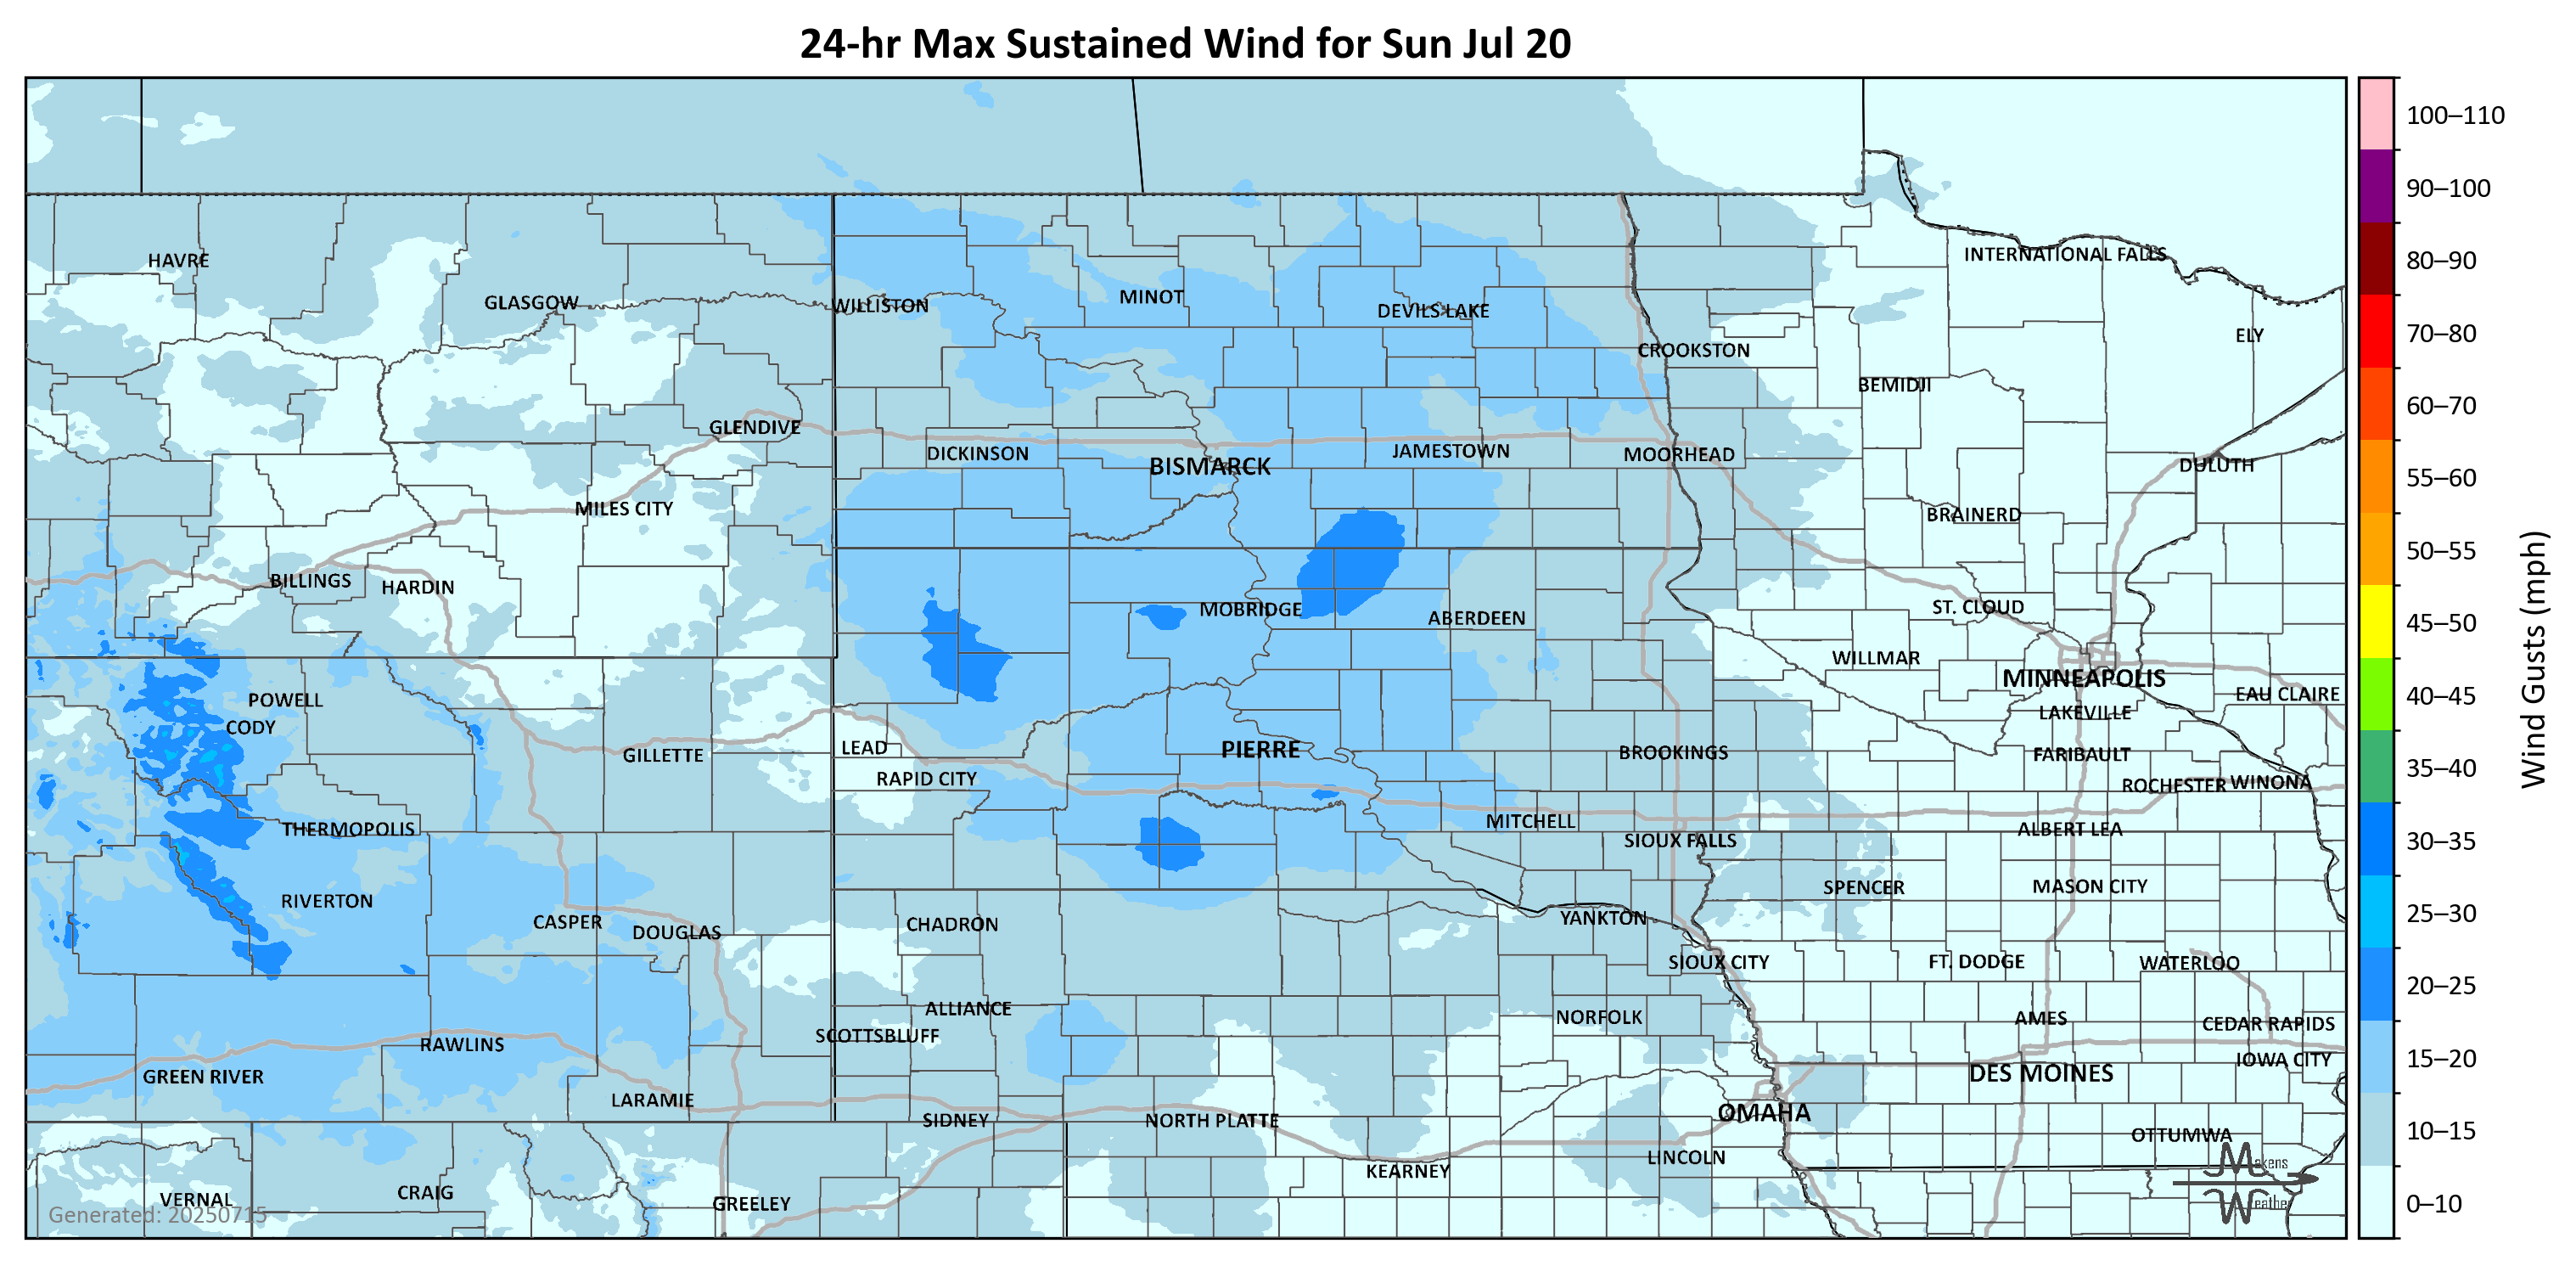 24-hr Max Sustained Wind for Sun Jul 20
100–110
90–100
80–90
70–80
60–70
55–60
50–55
45–50
40–45
35–40
30–35
25–30
20–25
15–20
10–15
0–10
Wind Gusts (mph)
INTERNATIONAL FALLS
HAVRE
GLASGOW
WILLISTON
MINOT
DEVILS LAKE
ELY
CROOKSTON
BEMIDJI
GLENDIVE
DICKINSON
BISMARCK
JAMESTOWN
MOORHEAD
DULUTH
MILES CITY
BRAINERD
BILLINGS
HARDIN
MOBRIDGE
ABERDEEN
ST. CLOUD
WILLMAR
MINNEAPOLIS
EAU CLAIRE
POWELL
CODY
LAKEVILLE
GILLETTE
LEAD
PIERRE
BROOKINGS
FARIBAULT
RAPID CITY
ROCHESTER
WINONA
THERMOPOLIS
MITCHELL
SIOUX FALLS
ALBERT LEA
RIVERTON
SPENCER
MASON CITY
CASPER
DOUGLAS
CHADRON
YANKTON
SIOUX CITY
FT. DODGE
WATERLOO
ALLIANCE
NORFOLK
AMES
CEDAR RAPIDS
SCOTTSBLUFF
RAWLINS
IOWA CITY
GREEN RIVER
DES MOINES
LARAMIE
SIDNEY
NORTH PLATTE
OMAHA
OTTUMWA
LINCOLN
KEARNEY
VERNAL
CRAIG
GREELEY
Generated: 20250715
Makens
Weather